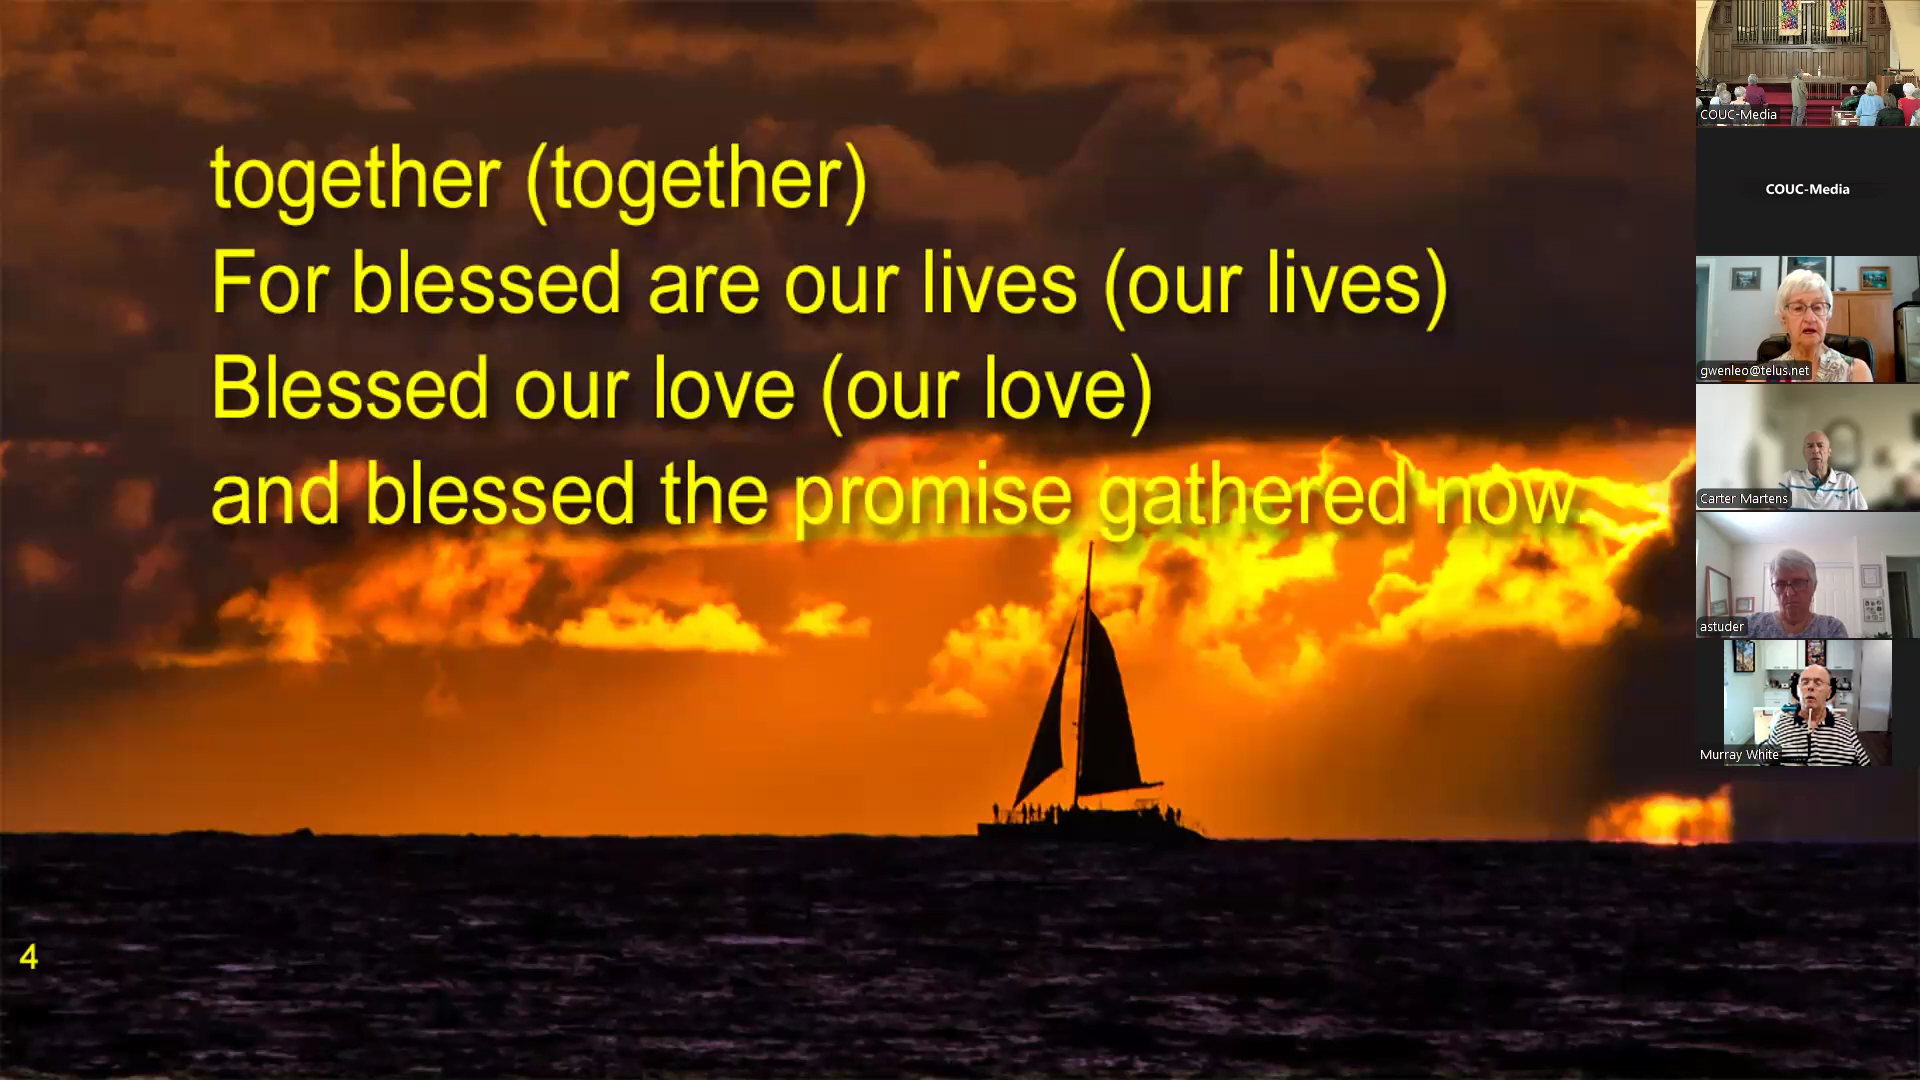 together (together)
For blessed are our lives (our lives)
Blessed our love (our love)
and blessed the promise gathered now.
4
COUC-Media
COUC-Media
gwenleo@telus.net
Carter Martens
astuder
Murray White